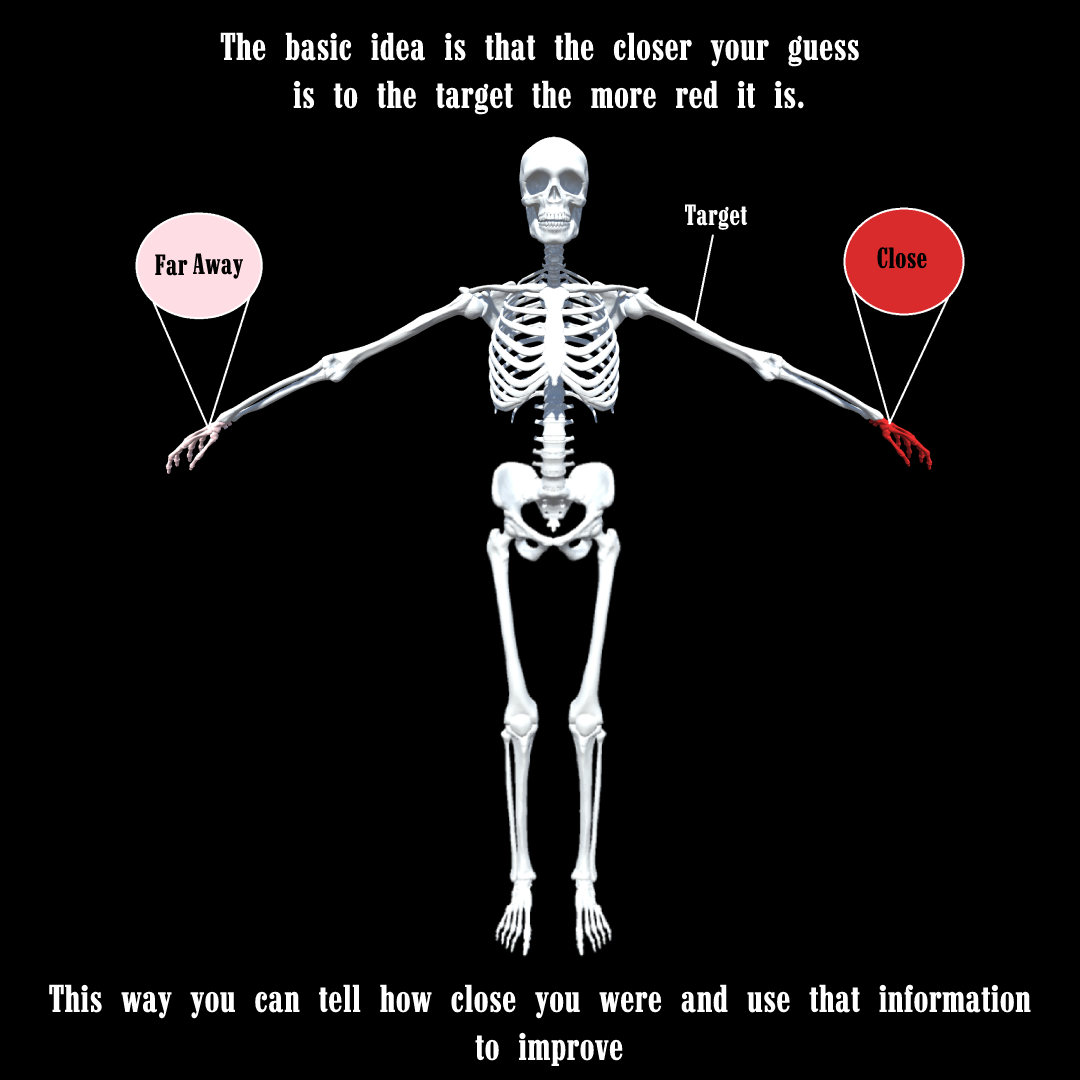 The basic idea is that the closer your guess
is to the target the more red it is.
Target
Far Away
Close
This way you can tell how close you were and use that information
to improve